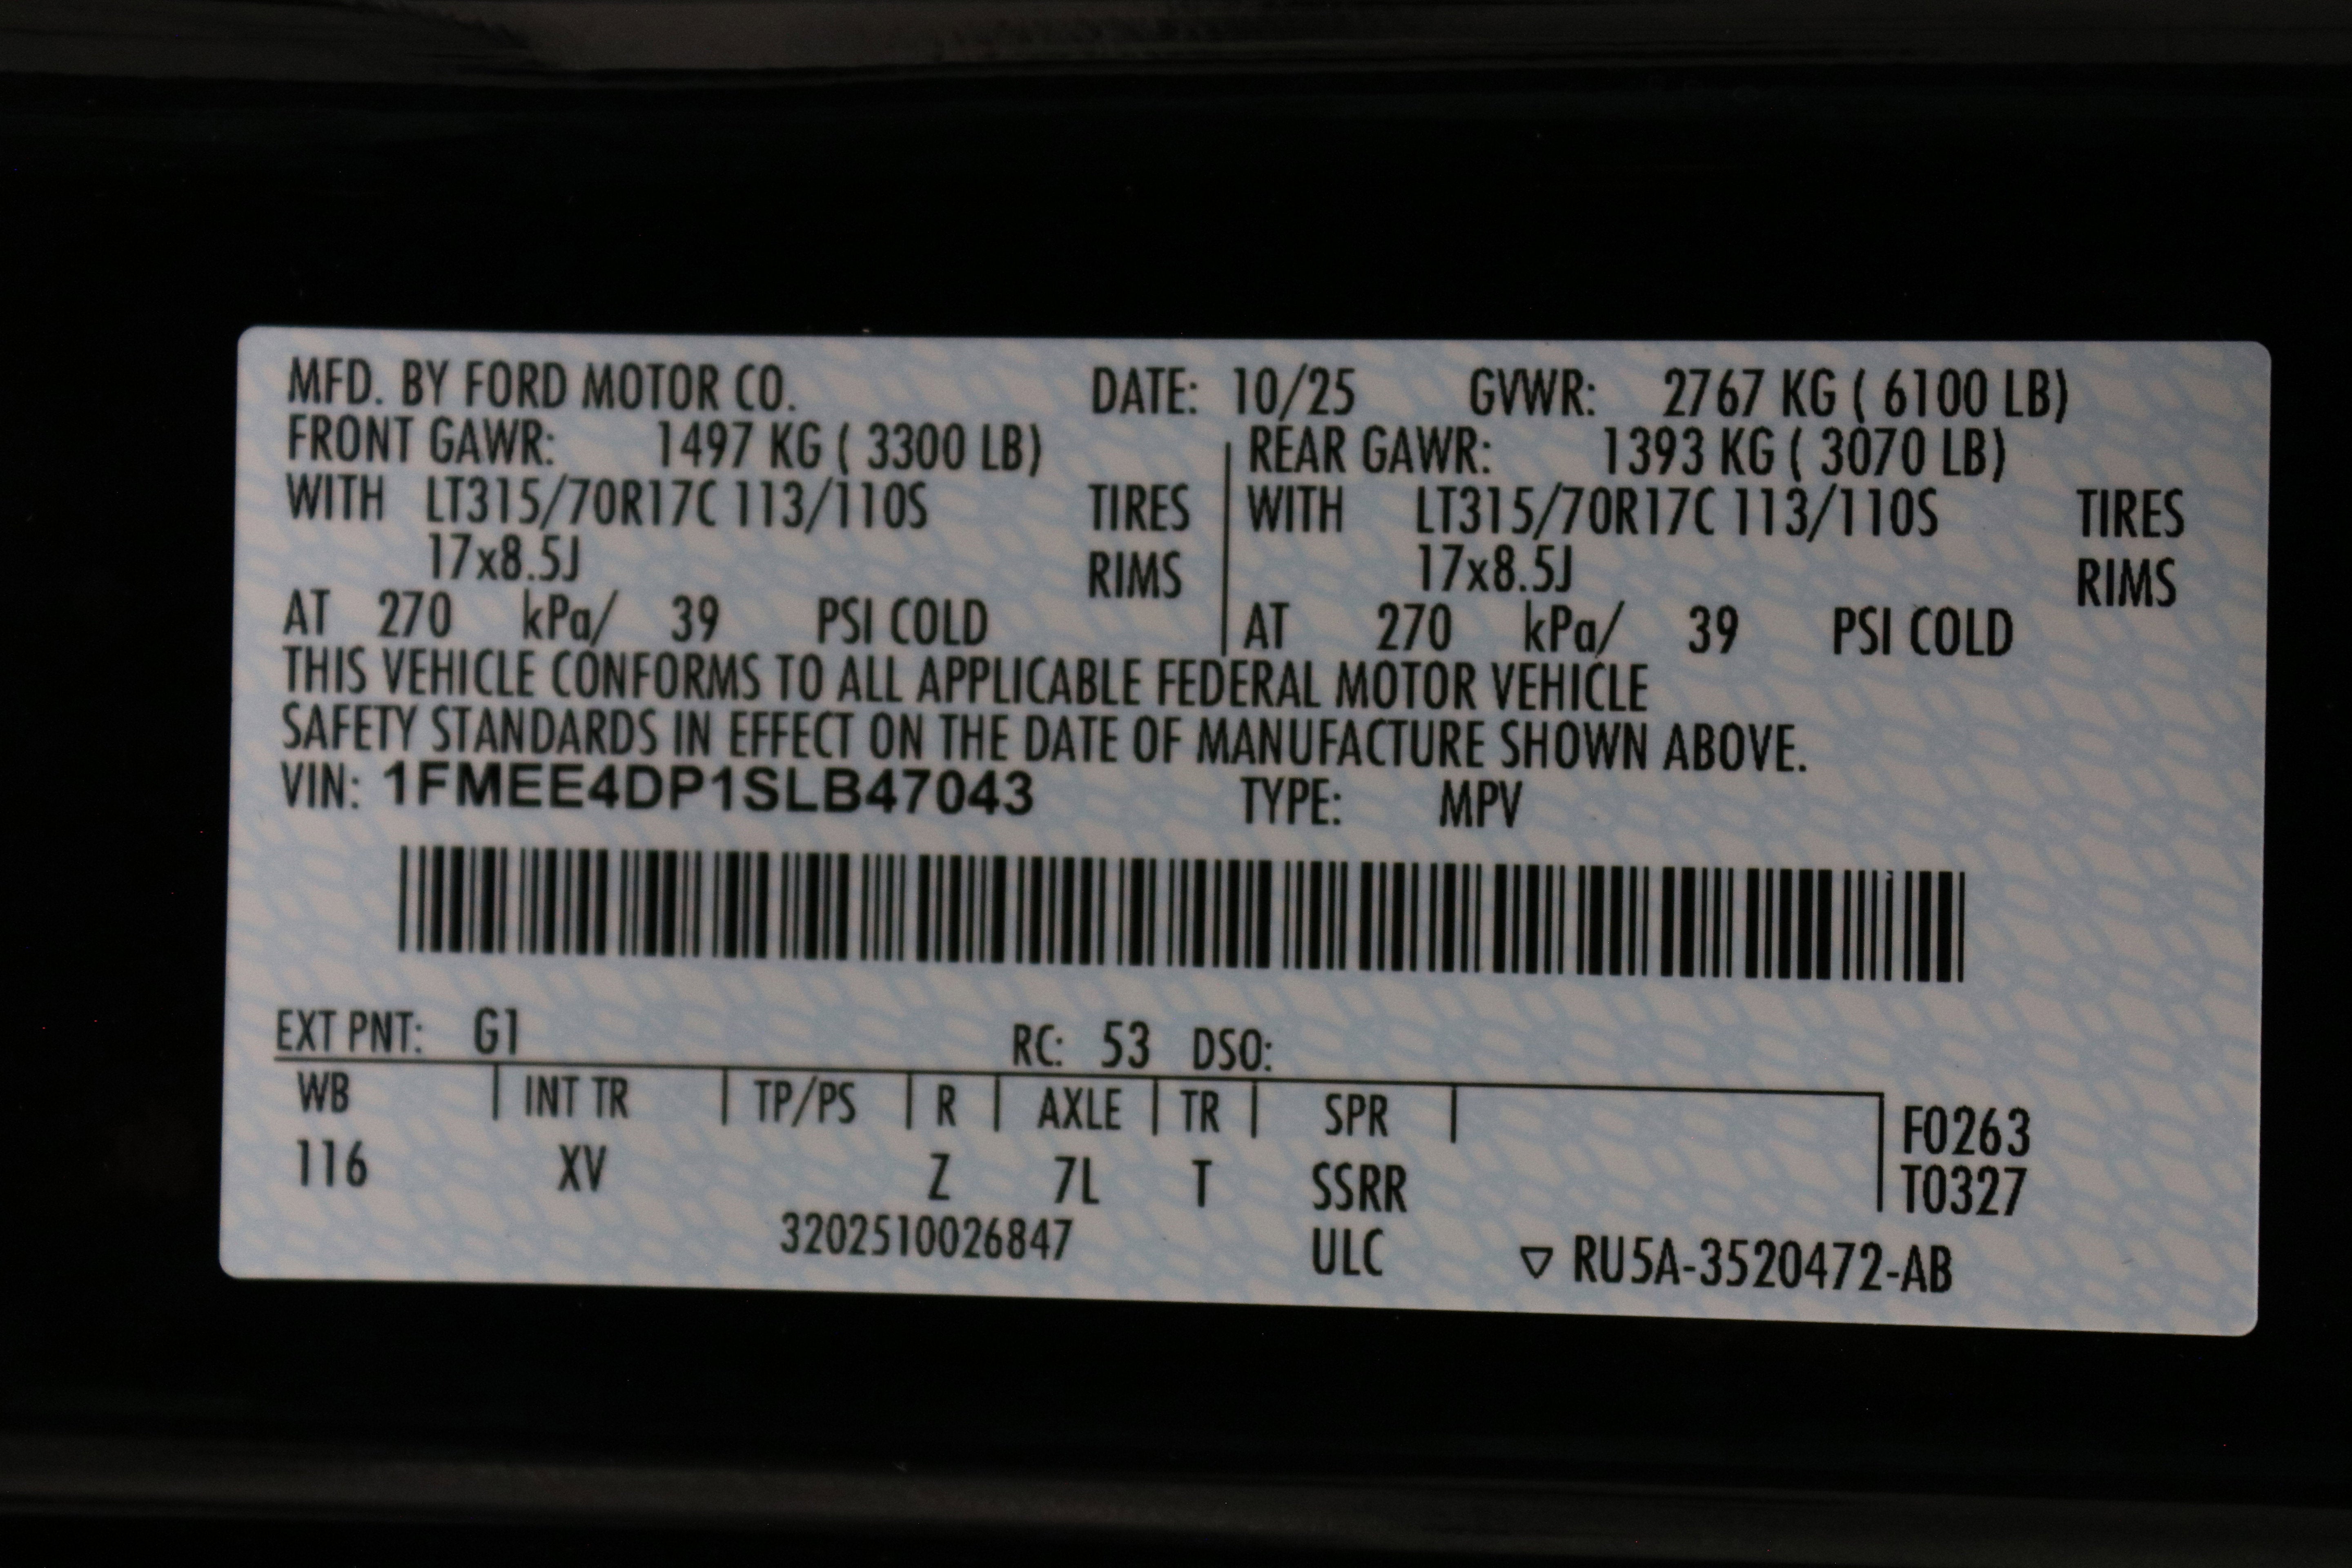 MFD. BY FORD MOTOR CO. DATE: 10/25 GVWR: 2767 KG ( 6100 LB)
FRONT GAWR: 1497 KG ( 3300 LB) REAR GAWR: 1393 KG ( 3070 LB)
WITH LT315/70R17C 113/110S TIRES WITH LT315/70R17C 113/110S TIRES
17x8.5J RIMS 17x8.5J RIMS
AT 270 kPa/ 39 PSI COLD AT 270 kPa/ 39 PSI COLD
THIS VEHICLE CONFORMS TO ALL APPLICABLE FEDERAL MOTOR VEHICLE
SAFETY STANDARDS IN EFFECT ON THE DATE OF MANUFACTURE SHOWN ABOVE.
VIN: 1FMEE4DP1SLB47043 TYPE: MPV
EXT PNT: G1 RC: 53 DSO:
WB INT TR TP/PS R AXLE TR SPR F0263
116 XV Z 7L T SSRR T0327
3202510026847 ULC ▽ RU5A-3520472-AB